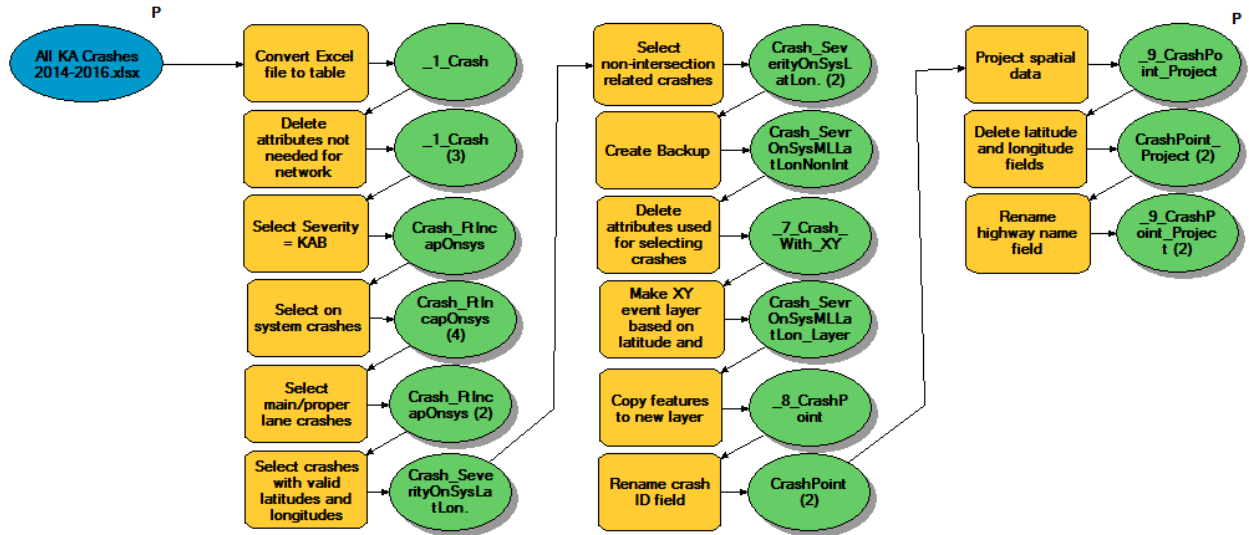 P
All KA Crashes
2014-2016.xlsx
Convert Excel
file to table
_1_Crash
Delete
attributes not
needed for
network
_1_Crash
(3)
Select Severity
= KAB
Crash_FtIncapOnsys
Select on
system crashes
Crash_FtIn
capOnsys
(4)
Select
main/proper
lane crashes
Crash_FtInc
apOnsys (2)
Select crashes
with valid
latitudes and
longitudes
Crash_Seve
rityOnSysLa
tLon.
Select
non-intersection
related crashes
Crash_Sev
erityOnSysL
atLon. (2)
Create Backup
Crash_Sevr
OnSysMLLa
tLonNonInt
Delete
attributes used
for selecting
crashes
_7_Crash_
With_XY
Make XY
event layer
based on
latitude and
Crash_Sevr
OnSysMLLa
tLon_Layer
Copy features
to new layer
_8_CrashP
oint
Rename crash
ID field
CrashPoint
(2)
P
Project spatial
data
_9_CrashPo
int_Project
Delete latitude
and longitude
fields
CrashPoint_
Project (2)
Rename
highway name
field
_9_CrashP
oint_Projec
t (2)